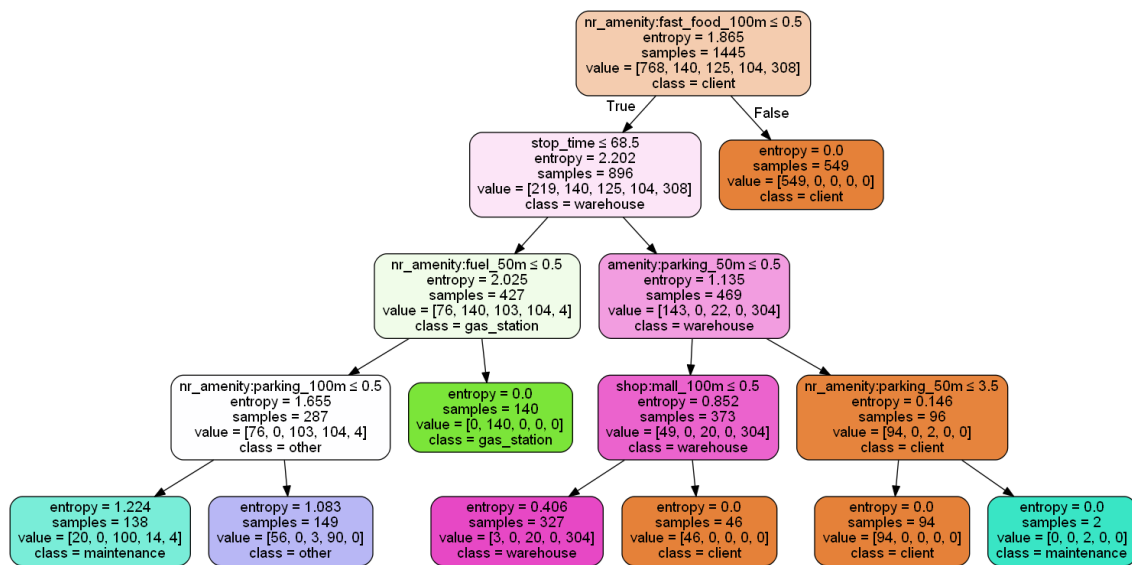 nr_amenity:fast_food_100m ≤ 0.5
entropy = 1.865
samples = 1445
value = [768, 140, 125, 104, 308]
class = client
True
False
stop_time ≤ 68.5
entropy = 2.202
samples = 896
value = [219, 140, 125, 104, 308]
class = warehouse
entropy = 0.0
samples = 549
value = [549, 0, 0, 0, 0]
class = client
nr_amenity:fuel_50m ≤ 0.5
entropy = 2.025
samples = 427
value = [76, 140, 103, 104, 4]
class = gas_station
amenity:parking_50m ≤ 0.5
entropy = 1.135
samples = 469
value = [143, 0, 22, 0, 304]
class = warehouse
nr_amenity:parking_100m ≤ 0.5
entropy = 1.655
samples = 287
value = [76, 0, 103, 104, 4]
class = other
entropy = 0.0
samples = 140
value = [0, 140, 0, 0, 0]
class = gas_station
shop:mall_100m ≤ 0.5
entropy = 0.852
samples = 373
value = [49, 0, 20, 0, 304]
class = warehouse
nr_amenity:parking_50m ≤ 3.5
entropy = 0.146
samples = 96
value = [94, 0, 2, 0, 0]
class = client
entropy = 1.224
samples = 138
value = [20, 0, 100, 14, 4]
class = maintenance
entropy = 1.083
samples = 149
value = [56, 0, 3, 90, 0]
class = other
entropy = 0.406
samples = 327
value = [3, 0, 20, 0, 304]
class = warehouse
entropy = 0.0
samples = 46
value = [46, 0, 0, 0, 0]
class = client
entropy = 0.0
samples = 94
value = [94, 0, 0, 0, 0]
class = client
entropy = 0.0
samples = 2
value = [0, 0, 2, 0, 0]
class = maintenance